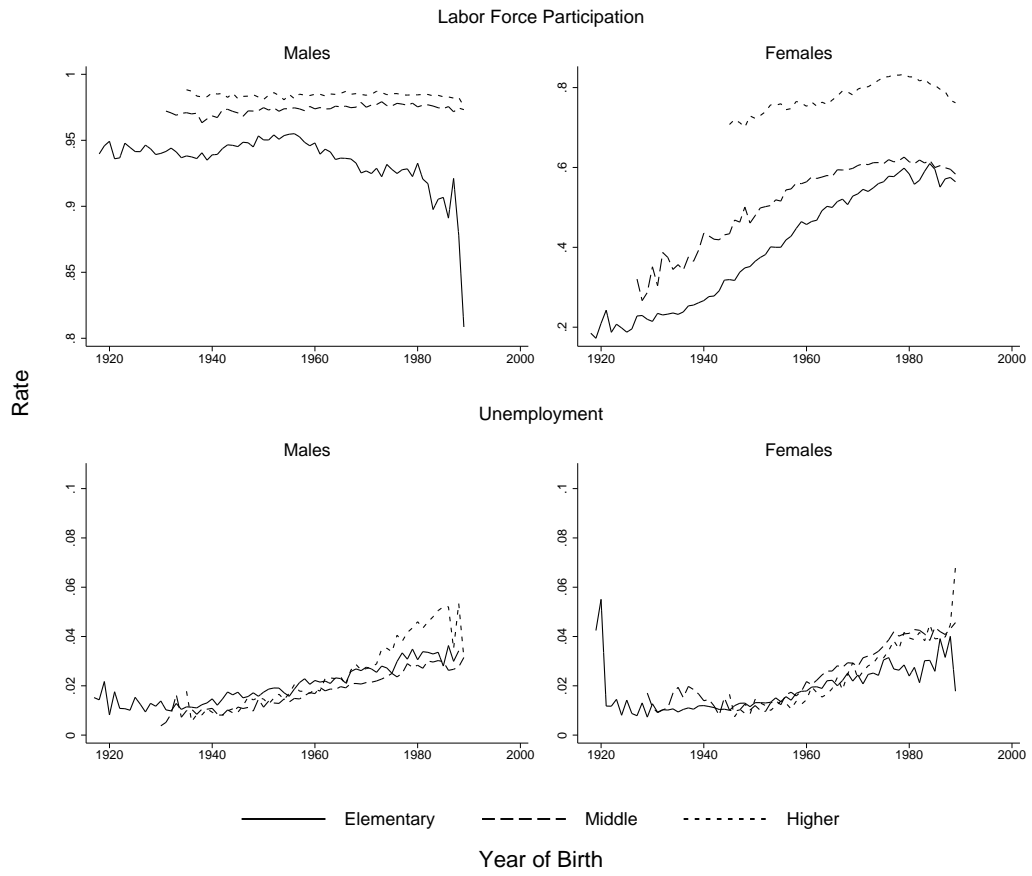 Labor Force Participation
Males
Females
1
.95
.9
.85
.8
1920 1940 1960 1980 2000
.8
.6
.4
.2
1920 1940 1960 1980 2000
Rate
Unemployment
Males
Females
.1
.08
.06
.04
.02
0
1920 1940 1960 1980 2000
.1
.08
.06
.04
.02
0
1920 1940 1960 1980 2000
Elementary Middle Higher
Year of Birth